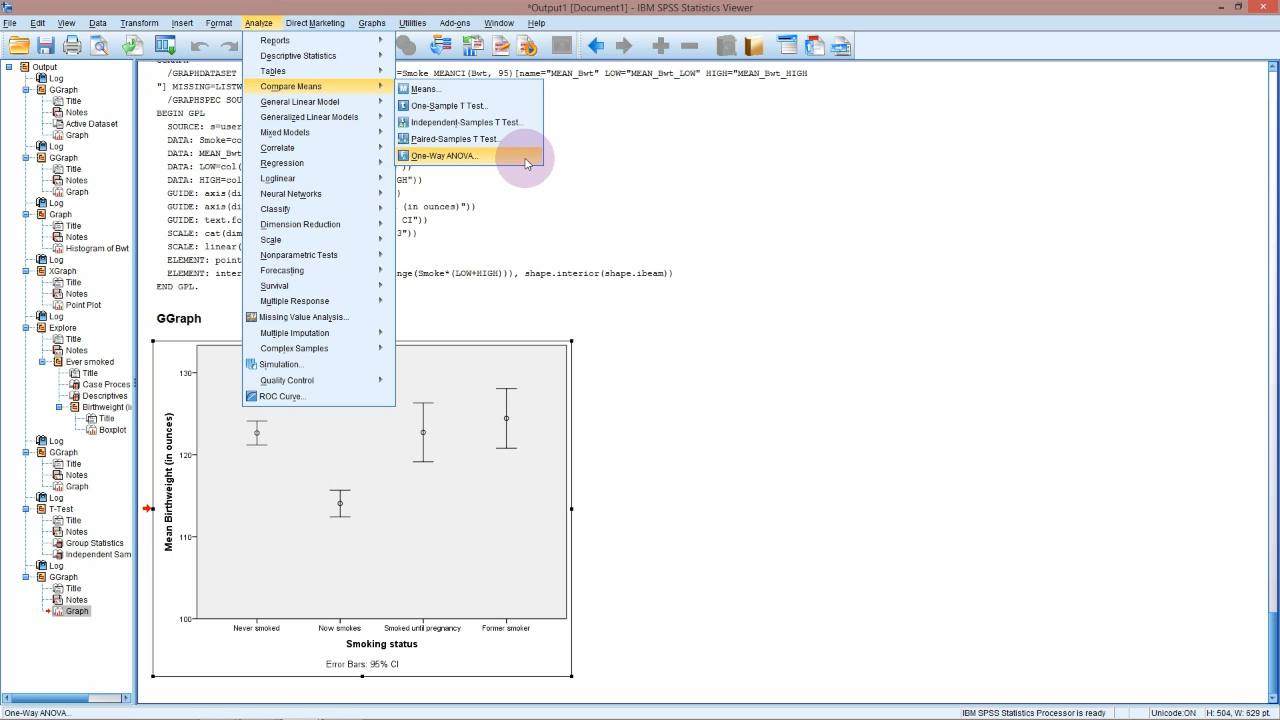 *Output1 [Document1] - IBM SPSS Statistics Viewer
File Edit View Data Transform Insert Format Analyze Direct Marketing Graphs Utilities Add-ons Window Help
Reports
Descriptive Statistics
Tables
Compare Means
General Linear Model
Generalized Linear Models
Mixed Models
Correlate
Regression
Loglinear
Neural Networks
Classify
Dimension Reduction
Scale
Nonparametric Tests
Forecasting
Survival
Multiple Response
Missing Value Analysis...
Multiple Imputation
Complex Samples
Simulation...
Quality Control
ROC Curve...
Means...
One-Sample T Test...
Independent-Samples T Test...
Paired-Samples T Test...
One-Way ANOVA...
Output
Log
GGraph
Title
Notes
Active Dataset
Graph
Log
GGraph
Title
Notes
Graph
Log
Graph
Title
Notes
Histogram of Bwt
Log
XGraph
Title
Notes
Point Plot
Log
Explore
Title
Notes
Ever smoked
Title
Case Proces
Descriptives
Birthweight (i
Title
Boxplot
Log
GGraph
Title
Notes
Graph
Log
T-Test
Title
Notes
Group Statistics
Independent Sam
Log
GGraph
Title
Notes
Graph
/GRAPHDATASET =Smoke MEANCI(Bwt, 95)[name="MEAN_Bwt" LOW="MEAN_Bwt_LOW" HIGH="MEAN_Bwt_HIGH
"] MISSING=LISTW
/GRAPHSPEC SOU
BEGIN GPL
SOURCE: s=user
DATA: Smoke=co
DATA: MEAN_Bw
DATA: LOW=col(
DATA: HIGH=col GH"))
GUIDE: axis(di )
GUIDE: axis(di (in ounces)"))
GUIDE: text.fo CI"))
SCALE: cat(dim 3"))
SCALE: linear(
ELEMENT: point
ELEMENT: inter nge(Smoke*(LOW+HIGH))), shape.interior(shape.ibeam))
END GPL.
GGraph
130
120
110
100
Mean Birthweight (in ounces)
Never smoked Now smokes Smoked until pregnancy Former smoker
Smoking status
Error Bars: 95% CI
One-Way ANOVA... IBM SPSS Statistics Processor is ready Unicode:ON H: 504, W: 629 pt.